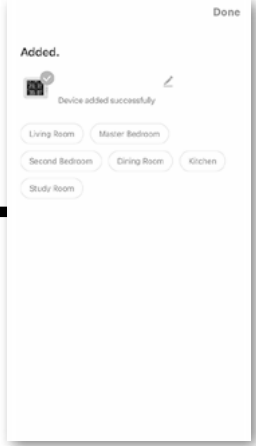 Done
Added.
Device added successfully
Living Room Master Bedroom
Second Bedroom Dining Room Kitchen
Study Room